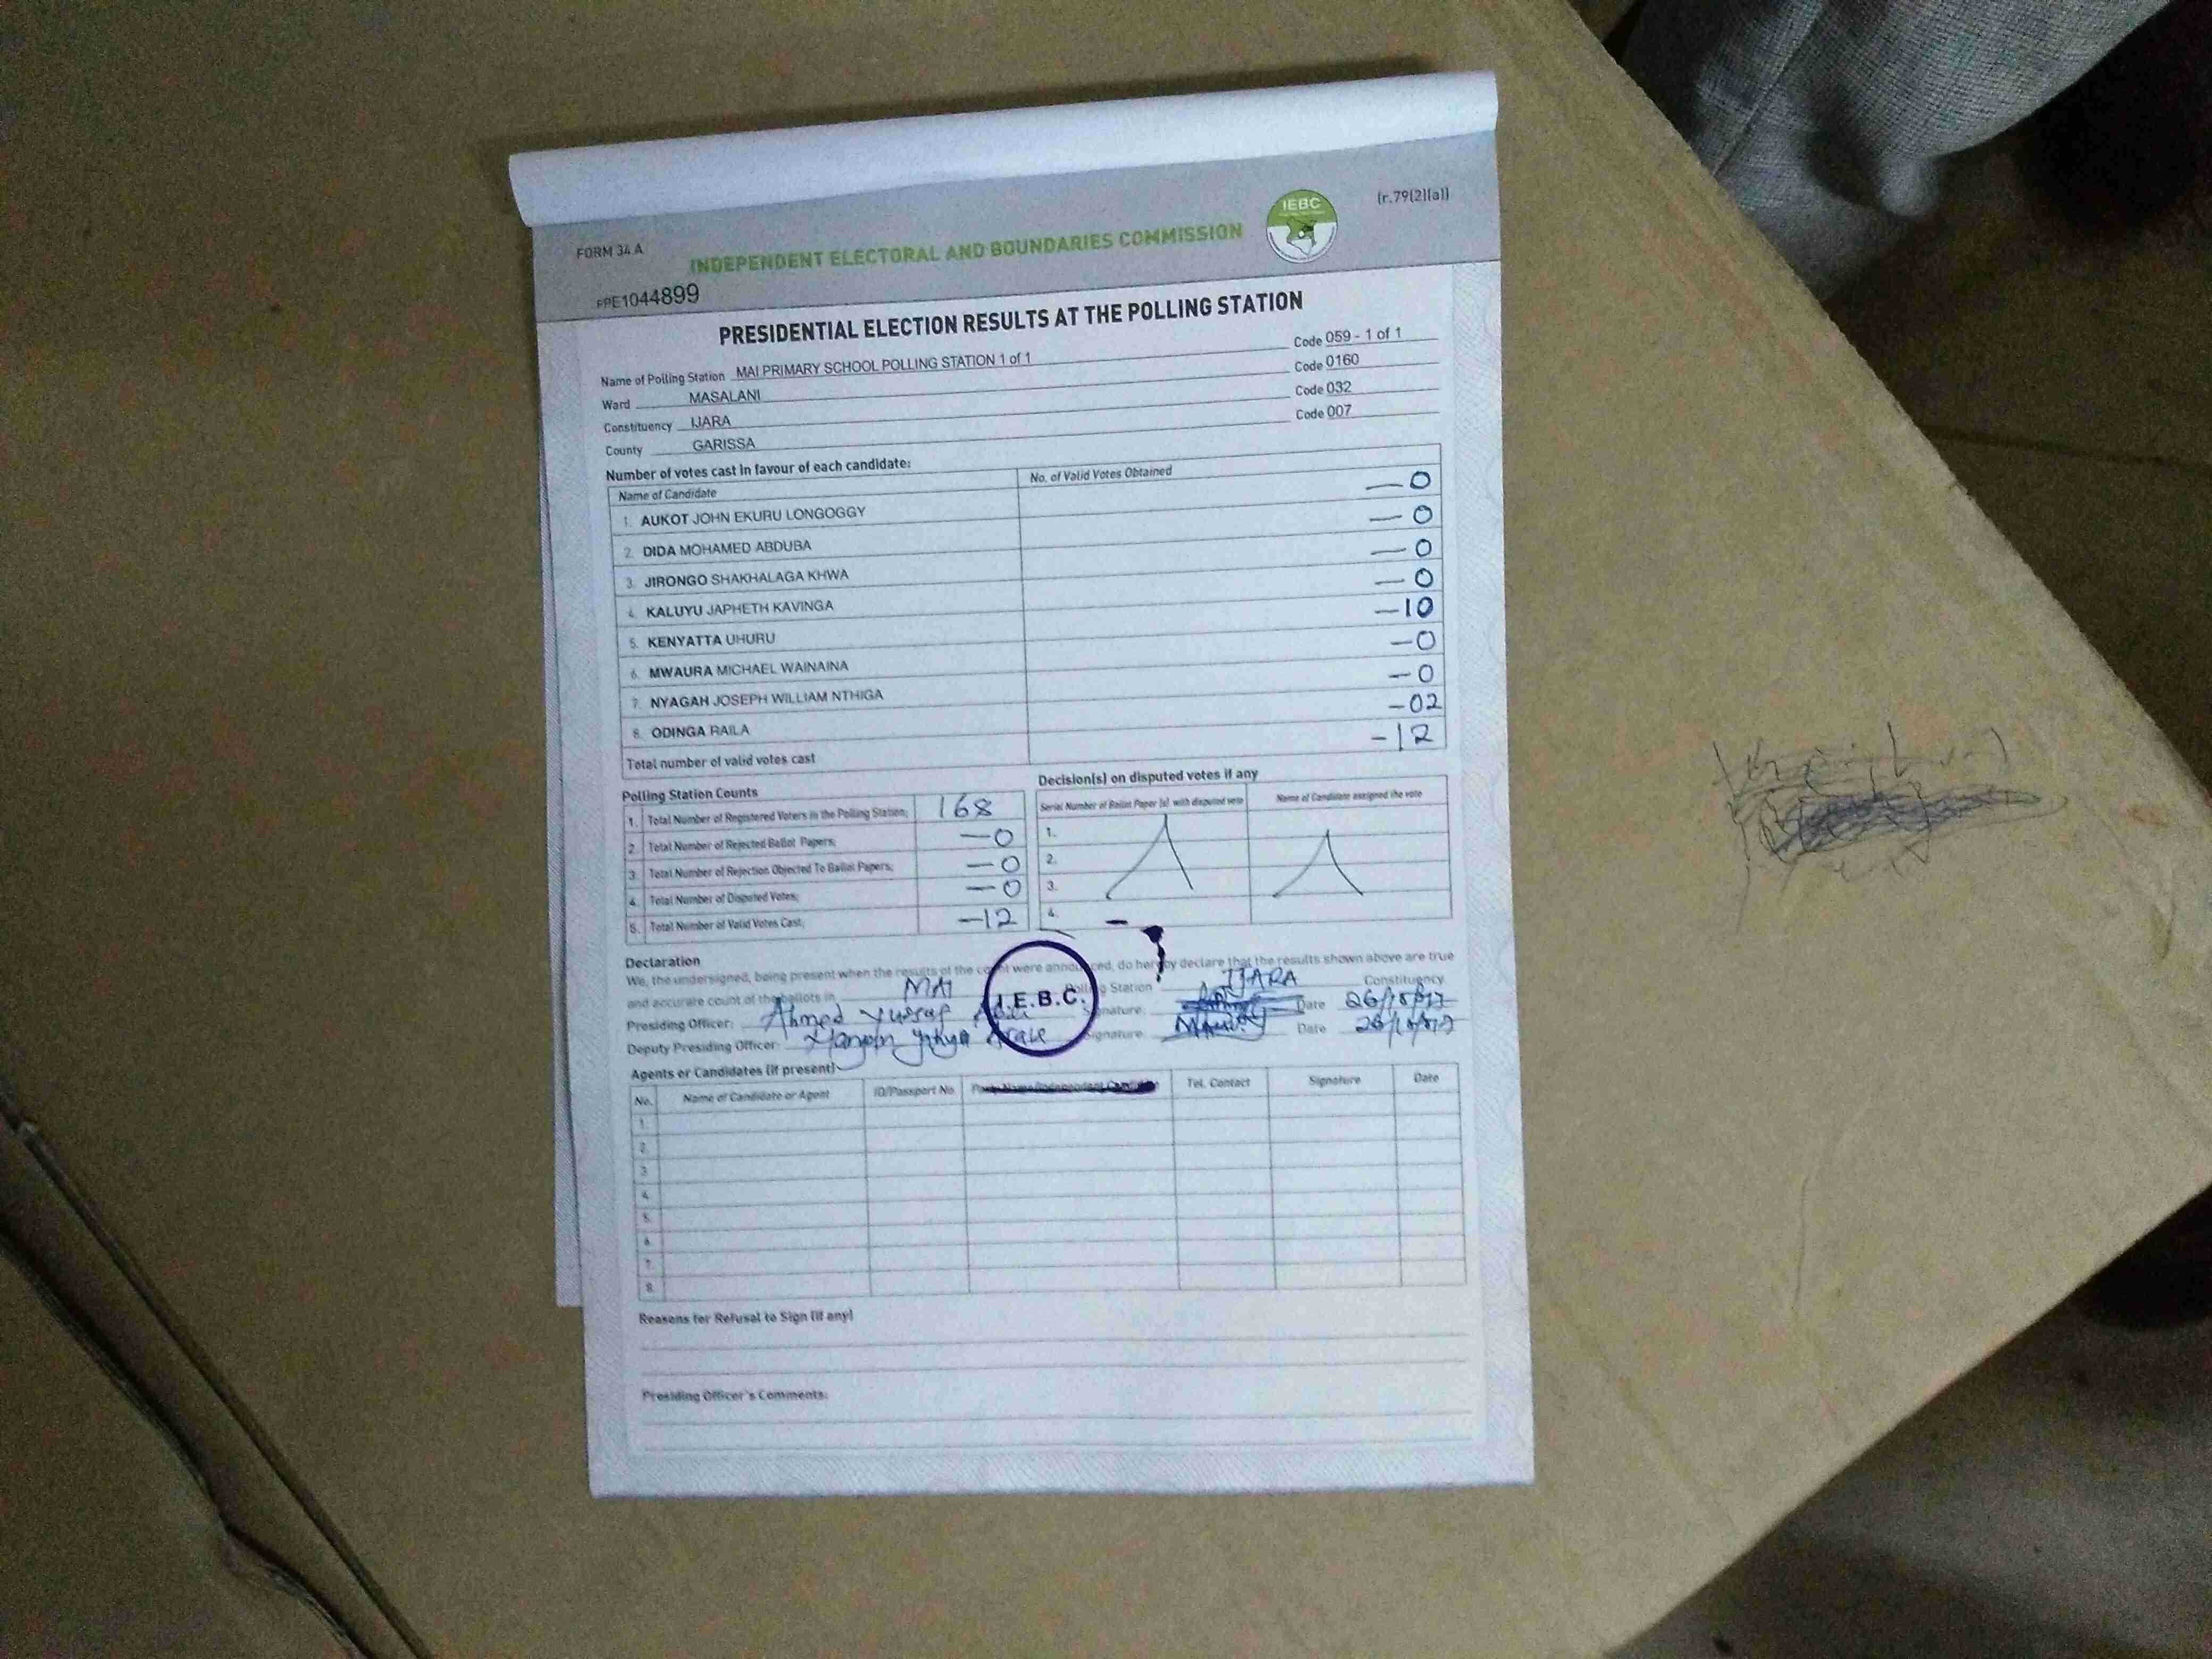 FORM 34 A
IEBC
(r.79(2)(a))
INDEPENDENT ELECTORAL AND BOUNDARIES COMMISSION
PPE1044899
PRESIDENTIAL ELECTION RESULTS AT THE POLLING STATION
Name of Polling Station MAI PRIMARY SCHOOL POLLING STATION 1 of 1 Code 059 - 1 of 1
Ward MASALANI Code 0160
Constituency IJARA Code 032
County GARISSA Code 007
Number of votes cast in favour of each candidate:
Name of Candidate No. of Valid Votes Obtained
1. AUKOT JOHN EKURU LONGOGGY — 0
2. DIDA MOHAMED ABDUBA — 0
3. JIRONGO SHAKHALAGA KHWA — 0
4. KALUYU JAPHETH KAVINGA — 0
5. KENYATTA UHURU — 10
6. MWAURA MICHAEL WAINAINA — 0
7. NYAGAH JOSEPH WILLIAM NTHIGA — 0
8. ODINGA RAILA — 02
Total number of valid votes cast - 12
Polling Station Counts
1. Total Number of Registered Voters in the Polling Station; 168
2. Total Number of Rejected Ballot Papers; — 0
3. Total Number of Rejection Objected To Ballot Papers; — 0
4. Total Number of Disputed Votes; — 0
5. Total Number of Valid Votes Cast; — 12
Decision(s) on disputed votes if any
Serial Number of Ballot Paper (s) with disputed vote Name of Candidate assigned the vote
1.
2.
3.
4.
Declaration
We, the undersigned, being present when the results of the count were announced, do hereby declare that the results shown above are true
and accurate count of the ballots in MAI Polling Station IJARA Constituency
Presiding Officer: Ahmed Yussuf Signature: Date
Deputy Presiding Officer: Signature: Date
I.E.B.C.
Agents or Candidates (if present)
No. Name of Candidate or Agent ID/Passport No. Party Name/Independent Candidate Tel. Contact Signature Date
1.
2.
3.
4.
5.
6.
7.
8.
Reasons for Refusal to Sign (if any)
Presiding Officer's Comments: